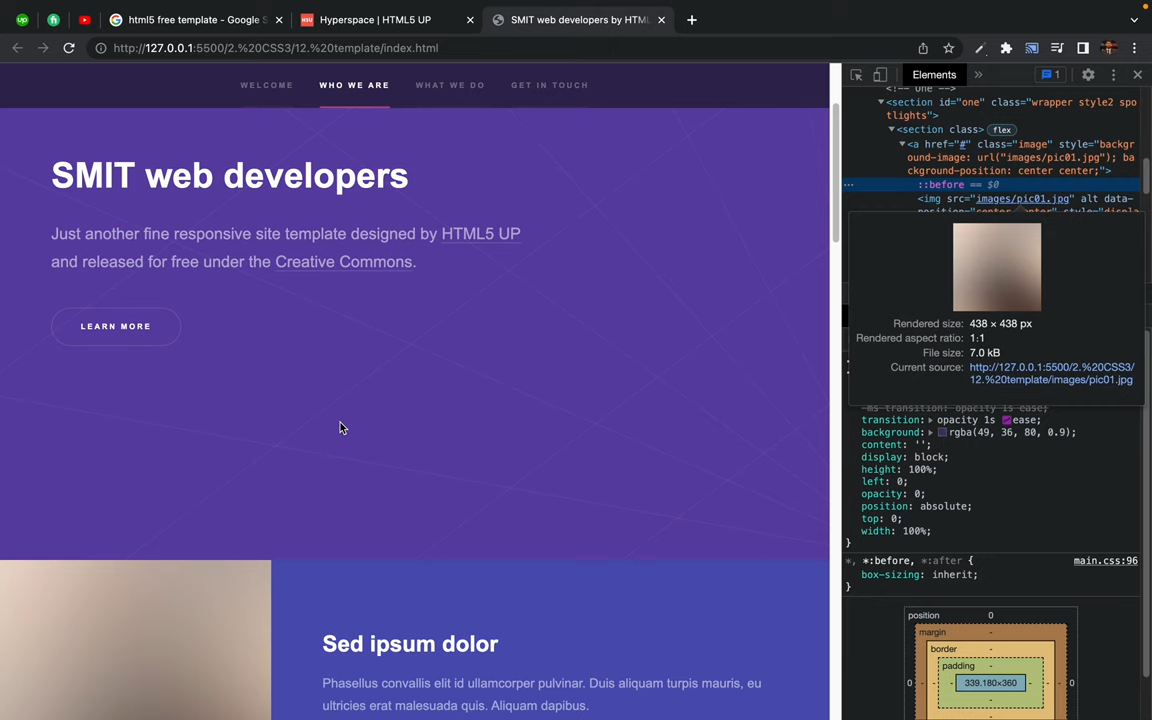 html5 free template - Google S
Hyperspace | HTML5 UP
SMIT web developers by HTML
http://127.0.0.1:5500/2.%20CSS3/12.%20template/index.html
WELCOME WHO WE ARE WHAT WE DO GET IN TOUCH
SMIT web developers
Just another fine responsive site template designed by HTML5 UP
and released for free under the Creative Commons.
LEARN MORE
Sed ipsum dolor
Phasellus convallis elit id ullamcorper pulvinar. Duis aliquam turpis mauris, eu
ultricies erat malesuada quis. Aliquam dapibus.
Elements » 1
<!-- One -->
<section id="one" class="wrapper style2 spo
tlights">
<section class> flex
<a href="#" class="image" style="backgr
ound-image: url("images/pic01.jpg"); ba
ckground-position: center center;">
::before == $0
<img src="images/pic01.jpg" alt data-
Rendered size: 438 × 438 px
Rendered aspect ratio: 1:1
File size: 7.0 kB
Current source: http://127.0.0.1:5500/2.%20CSS3/
12.%20template/images/pic01.jpg
-ms-transition: opacity 1s ease;
transition: opacity 1s ease;
background: rgba(49, 36, 80, 0.9);
content: '';
display: block;
height: 100%;
left: 0;
opacity: 0;
position: absolute;
top: 0;
width: 100%;
}
*, *:before, *:after { main.css:96
box-sizing: inherit;
}
position 0
margin -
border -
padding -
0 - - - 339.180×360 - - - 0
-